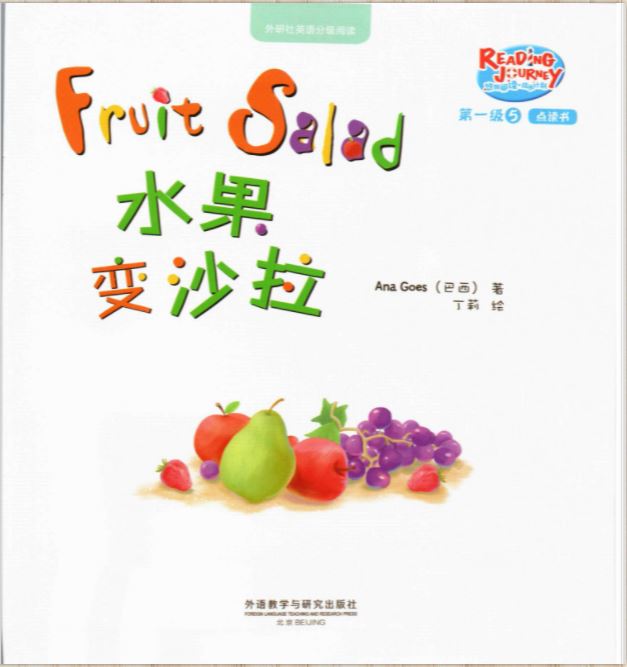 外研社英语分级阅读
READING
JOURNEY
第一级 5 点读书
Fruit Salad
水果
变沙拉
Ana Goes（巴西） 著
丁莉 绘
外语教学与研究出版社
FOREIGN LANGUAGE TEACHING AND RESEARCH PRESS
北京 BEIJING